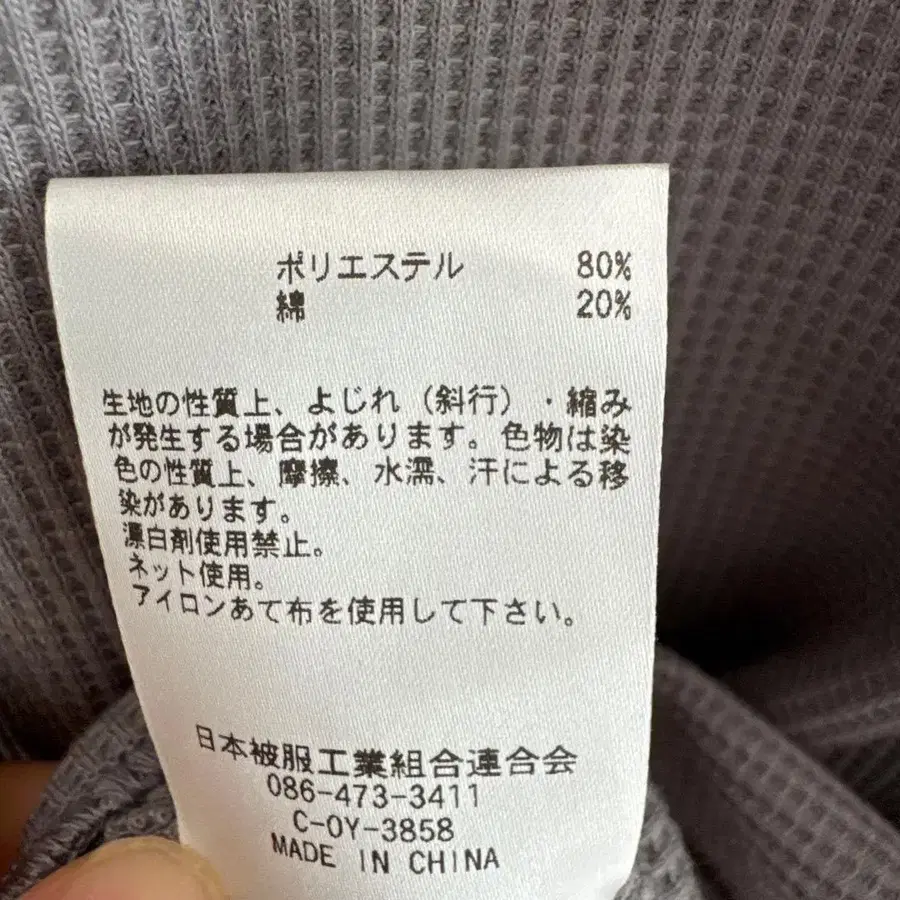 ポリエステル 80%
綿 20%
生地の性質上、よじれ（斜行）・縮み
が発生する場合があります。色物は染
色の性質上、摩擦、水濡、汗による移
染があります。
漂白剤使用禁止。
ネット使用。
アイロンあて布を使用して下さい。
日本被服工業組合連合会
086-473-3411
C-OY-3858
MADE IN CHINA